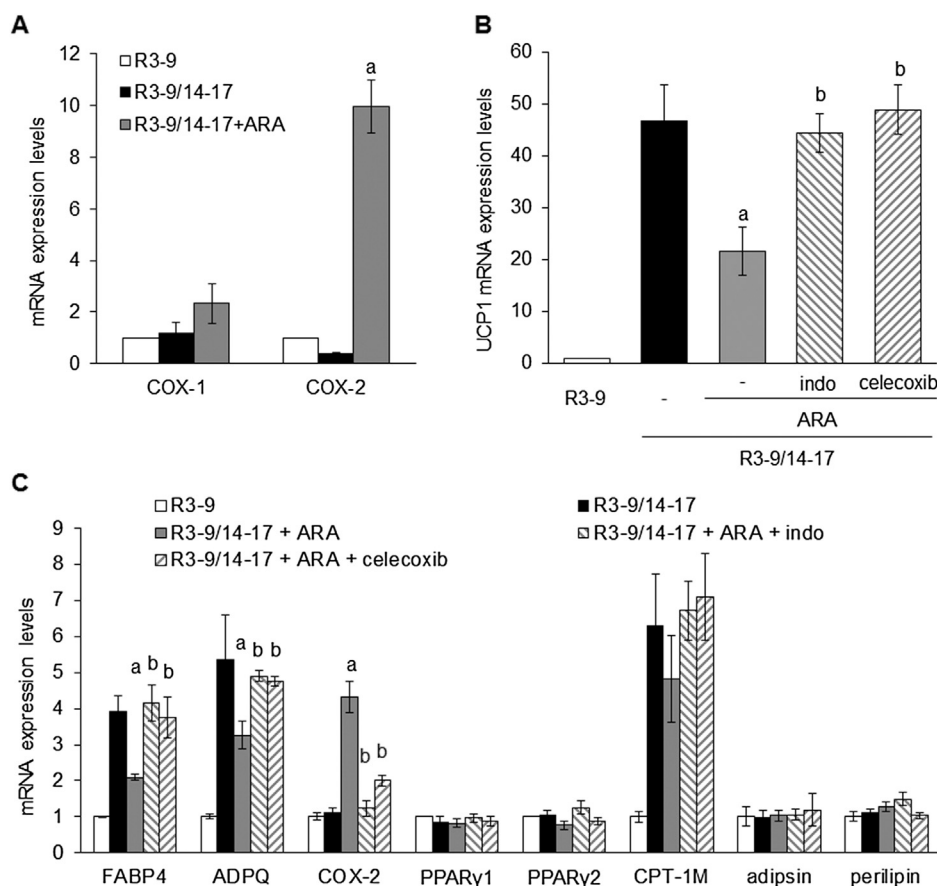 A
mRNA expression levels
12
10
8
6
4
2
0
R3-9
R3-9/14-17
R3-9/14-17+ARA
a
COX-1 COX-2
B
UCP1 mRNA expression levels
60
50
40
30
20
10
0
a
b
b
R3-9 - - indo celecoxib
ARA
R3-9/14-17
C
R3-9 R3-9/14-17
R3-9/14-17 + ARA R3-9/14-17 + ARA + indo
R3-9/14-17 + ARA + celecoxib
mRNA expression levels
9
8
7
6
5
4
3
2
1
0
a b b
a b b
a
b b
FABP4 ADPQ COX-2 PPARγ1 PPARγ2 CPT-1M adipsin perilipin